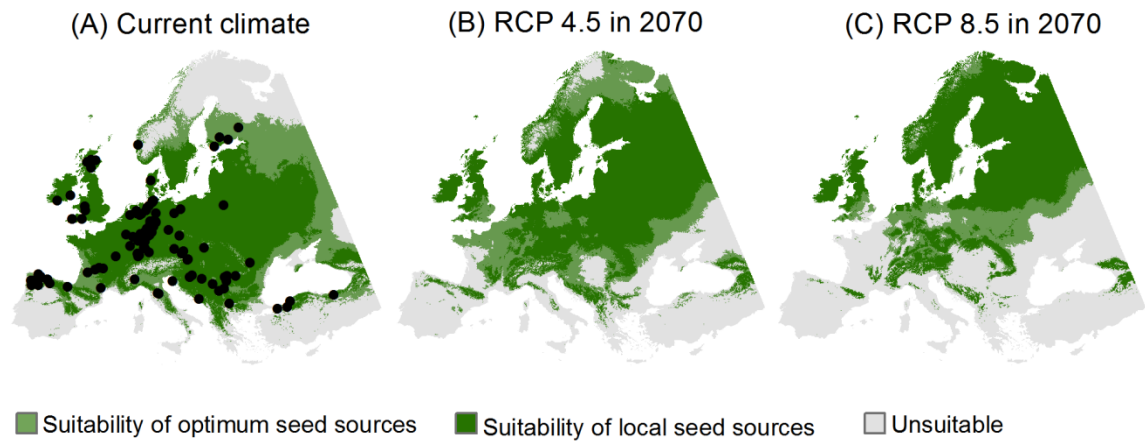 (A) Current climate
(B) RCP 4.5 in 2070
(C) RCP 8.5 in 2070
Suitability of optimum seed sources
Suitability of local seed sources
Unsuitable